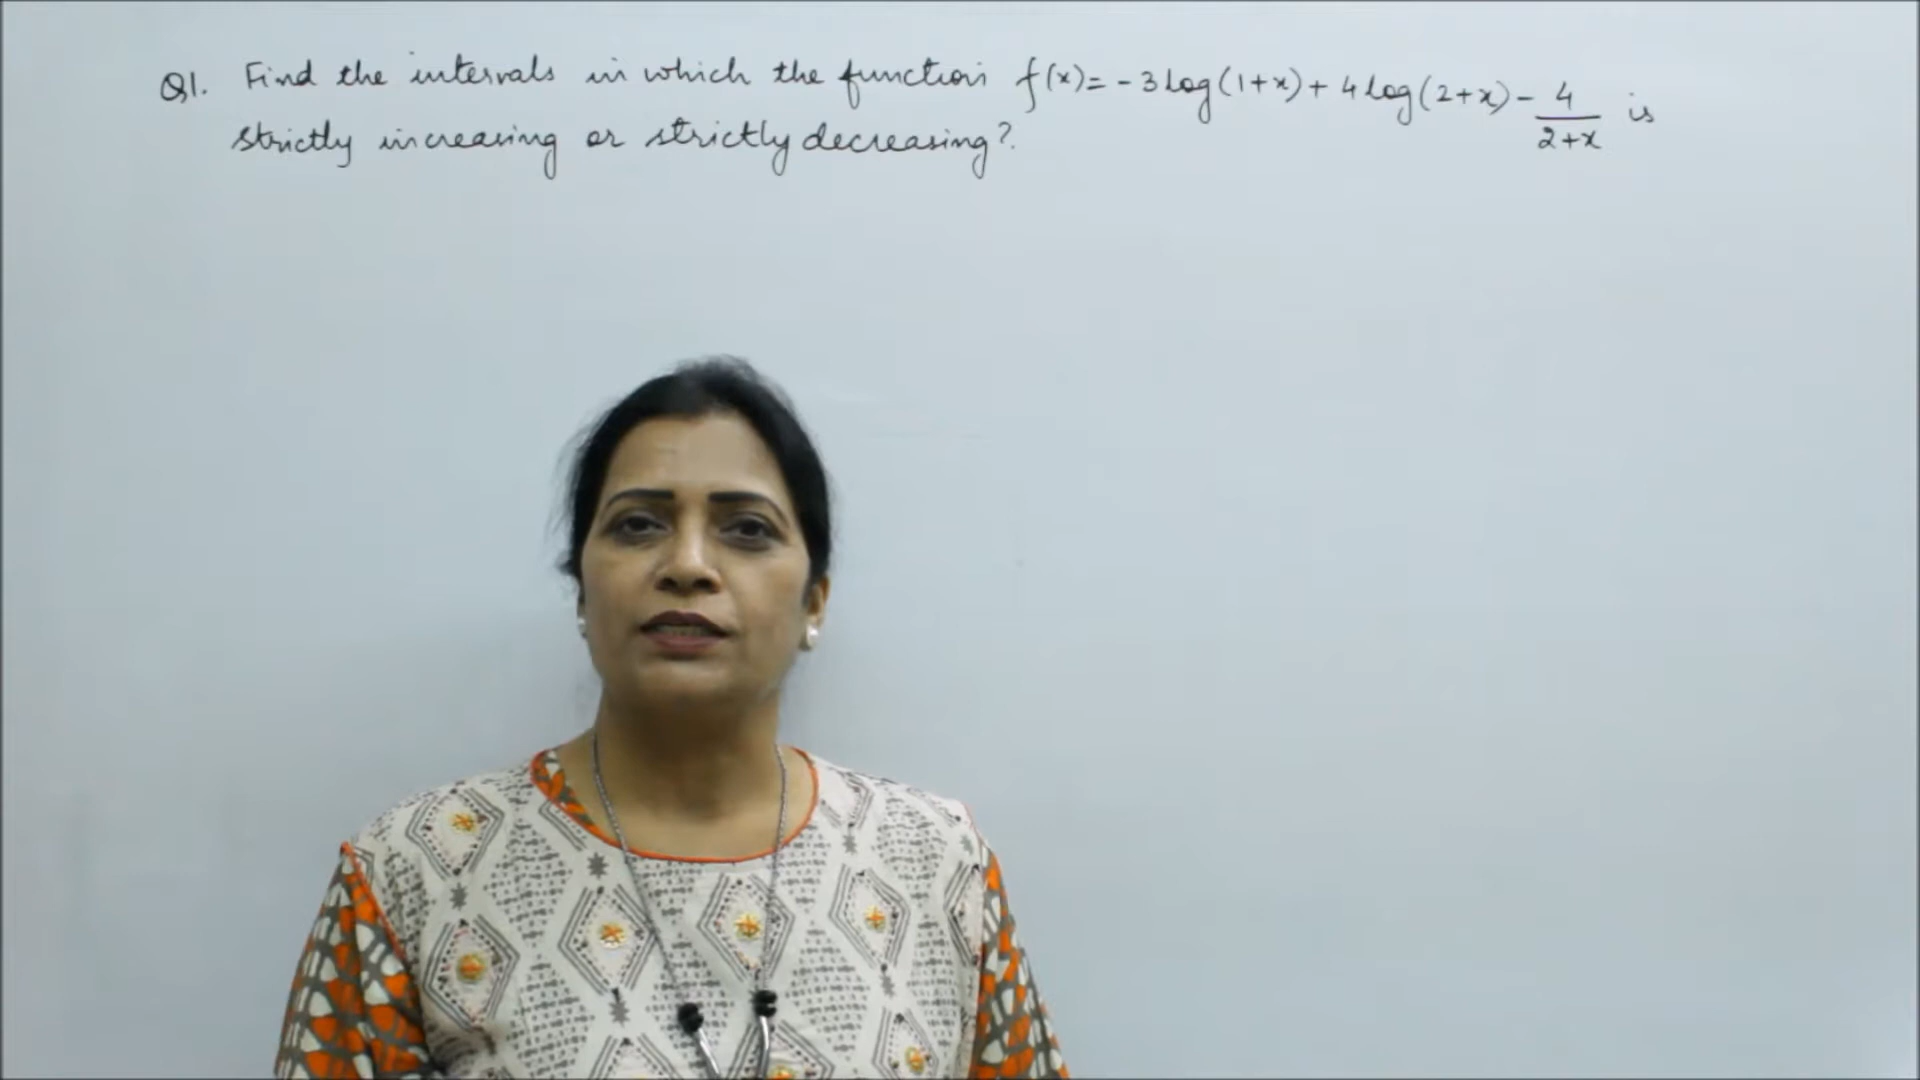 Q1. Find the intervals in which the function f(x) = -3 log(1+x) + 4 log(2+x) - 4/(2+x) is
strictly increasing or strictly decreasing?